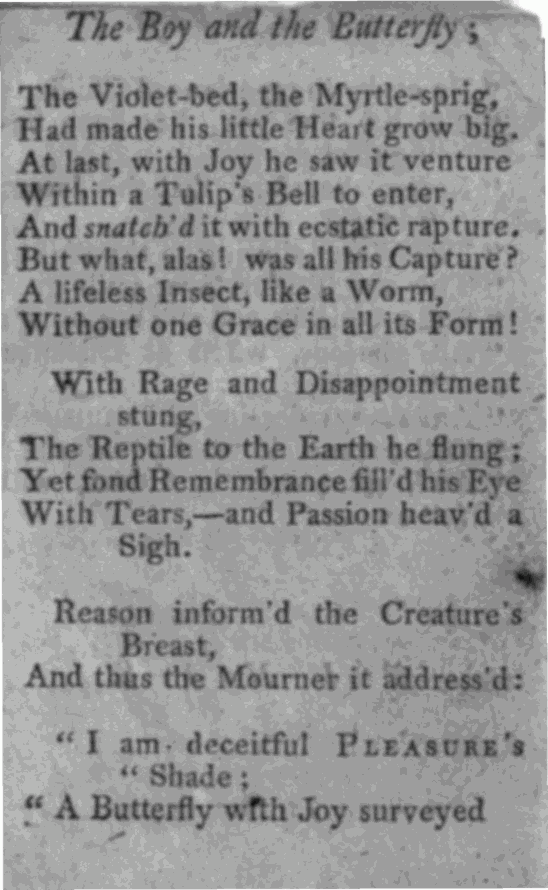 The Boy and the Butterfly;
The Violet-bed, the Myrtle-sprig,
Had made his little Heart grow big.
At last, with Joy he saw it venture
Within a Tulip's Bell to enter,
And snatch'd it with ecstatic rapture.
But what, alas! was all his Capture?
A lifeless Insect, like a Worm,
Without one Grace in all its Form!
With Rage and Disappointment
stung,
The Reptile to the Earth he flung;
Yet fond Remembrance fill'd his Eye
With Tears,—and Passion heav'd a
Sigh.
Reason inform'd the Creature's
Breast,
And thus the Mourner it address'd:
"I am deceitful PLEASURE's
"Shade;
"A Butterfly with Joy surveyed